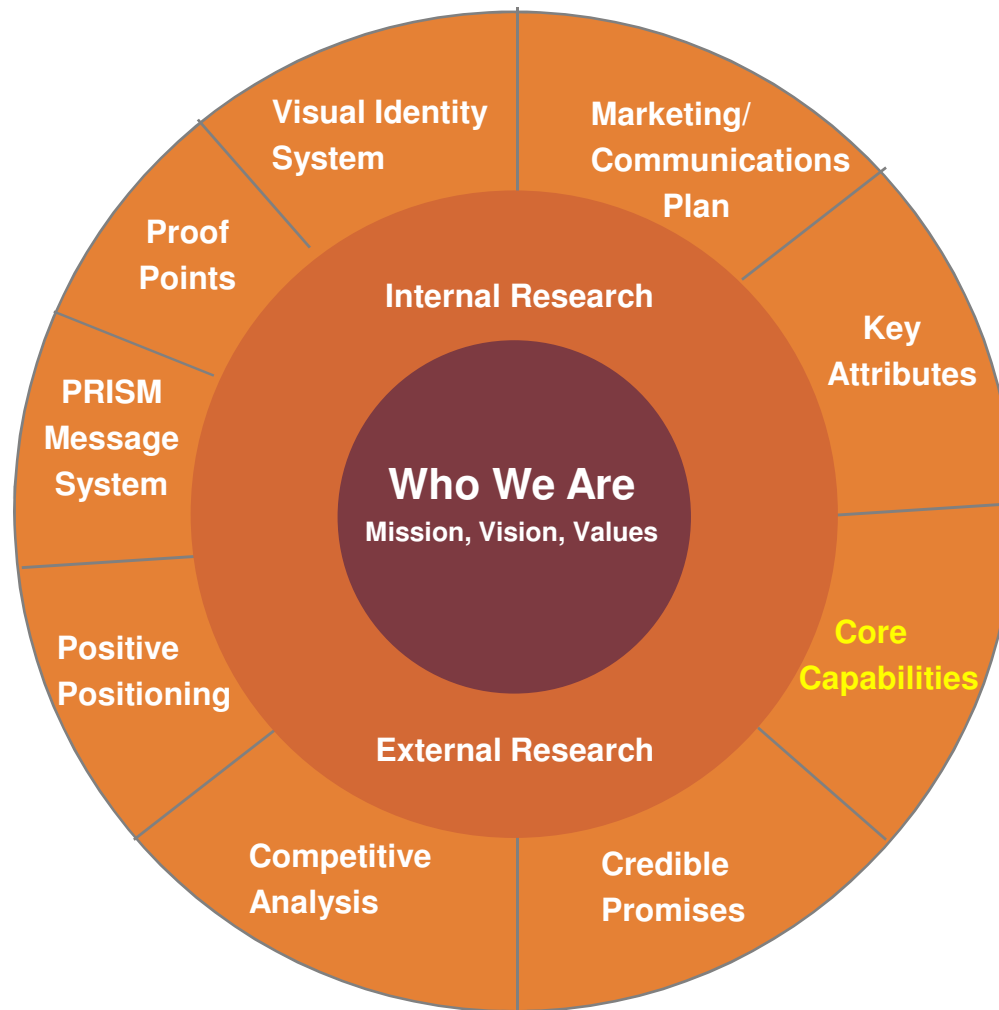 Visual Identity
System
Marketing/
Communications
Plan
Proof
Points
Internal Research
Key
Attributes
PRISM
Message
System
Who We Are
Mission, Vision, Values
Core
Capabilities
Positive
Positioning
External Research
Competitive
Analysis
Credible
Promises